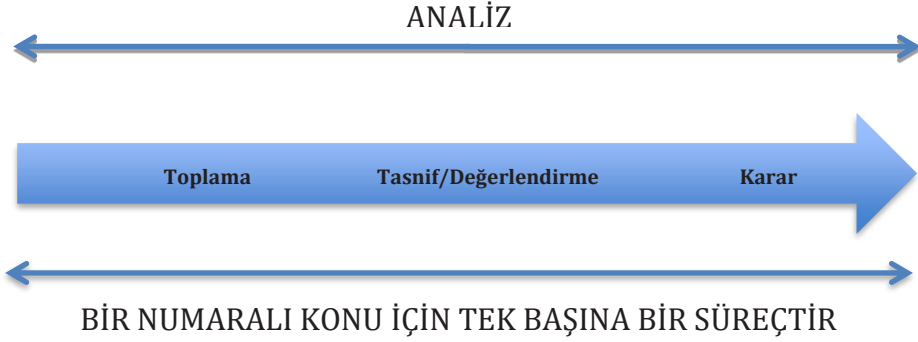 ANALİZ
Toplama Tasnif/Değerlendirme Karar
BİR NUMARALI KONU İÇİN TEK BAŞINA BİR SÜREÇTİR